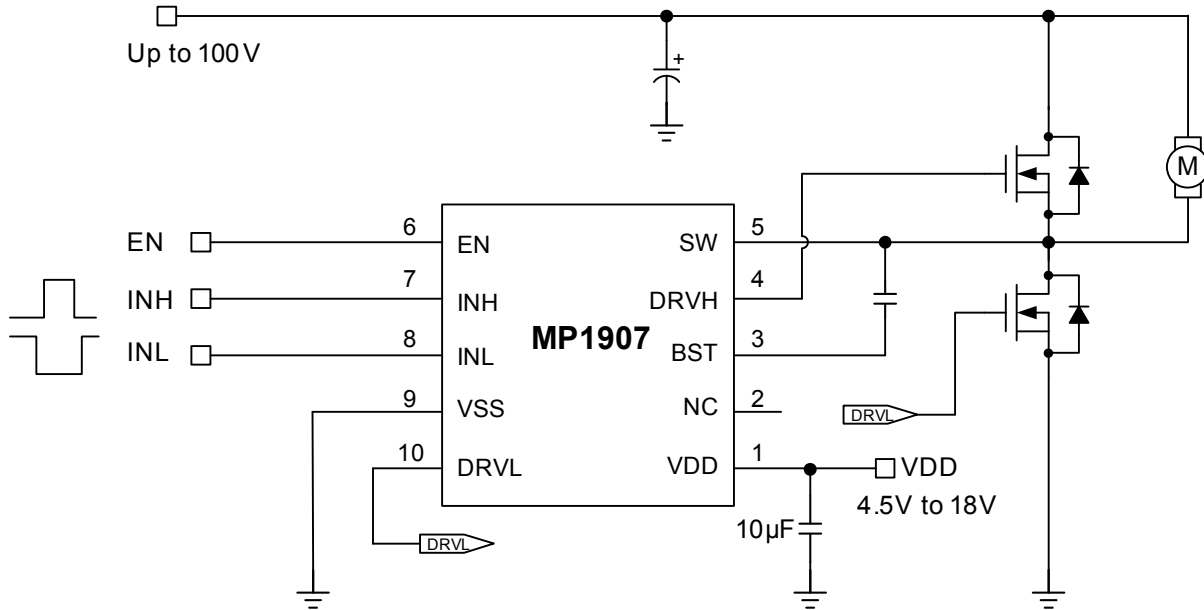 Up to 100V
+
M
EN
6
EN
INH
7
INH
INL
8
INL
9
VSS
10
DRVL
DRVL
MP1907
SW
5
DRVH
4
BST
3
NC
2
VDD
1
DRVL
VDD
4.5V to 18V
10µF